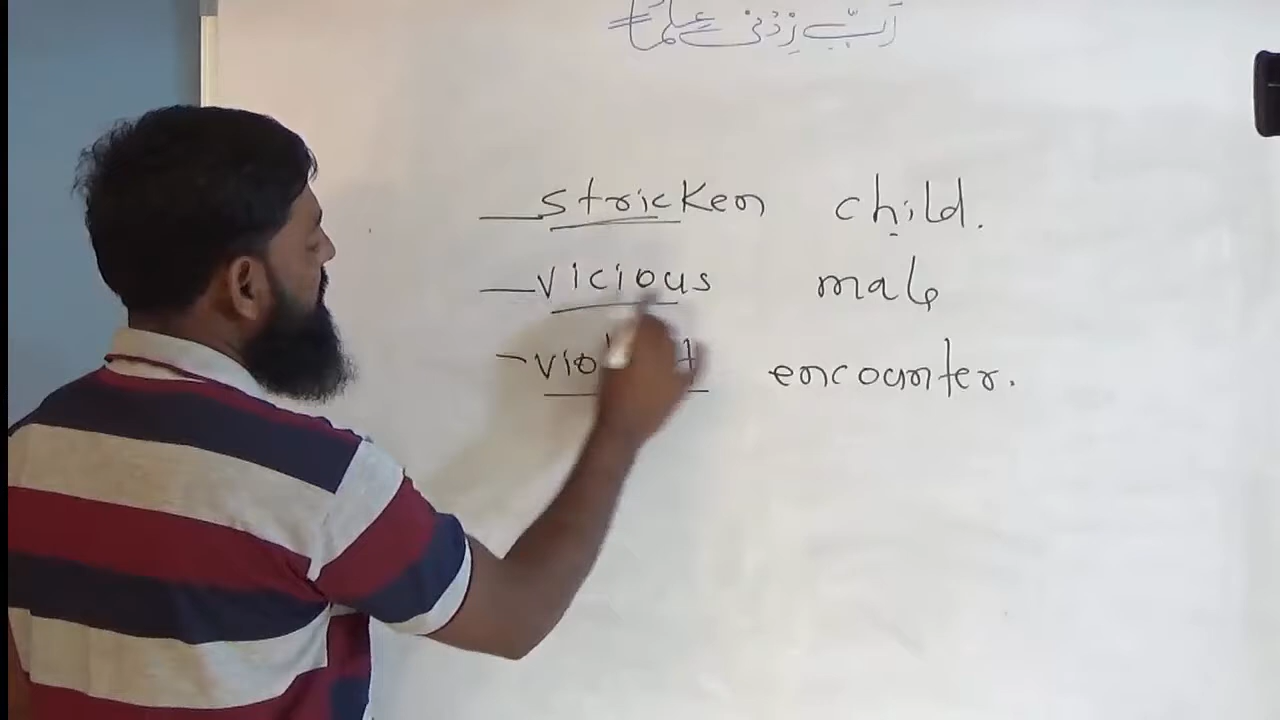 رَبِّ زِدْنِی عِلْمًا
—stricken child.
—vicious male
– encounter.